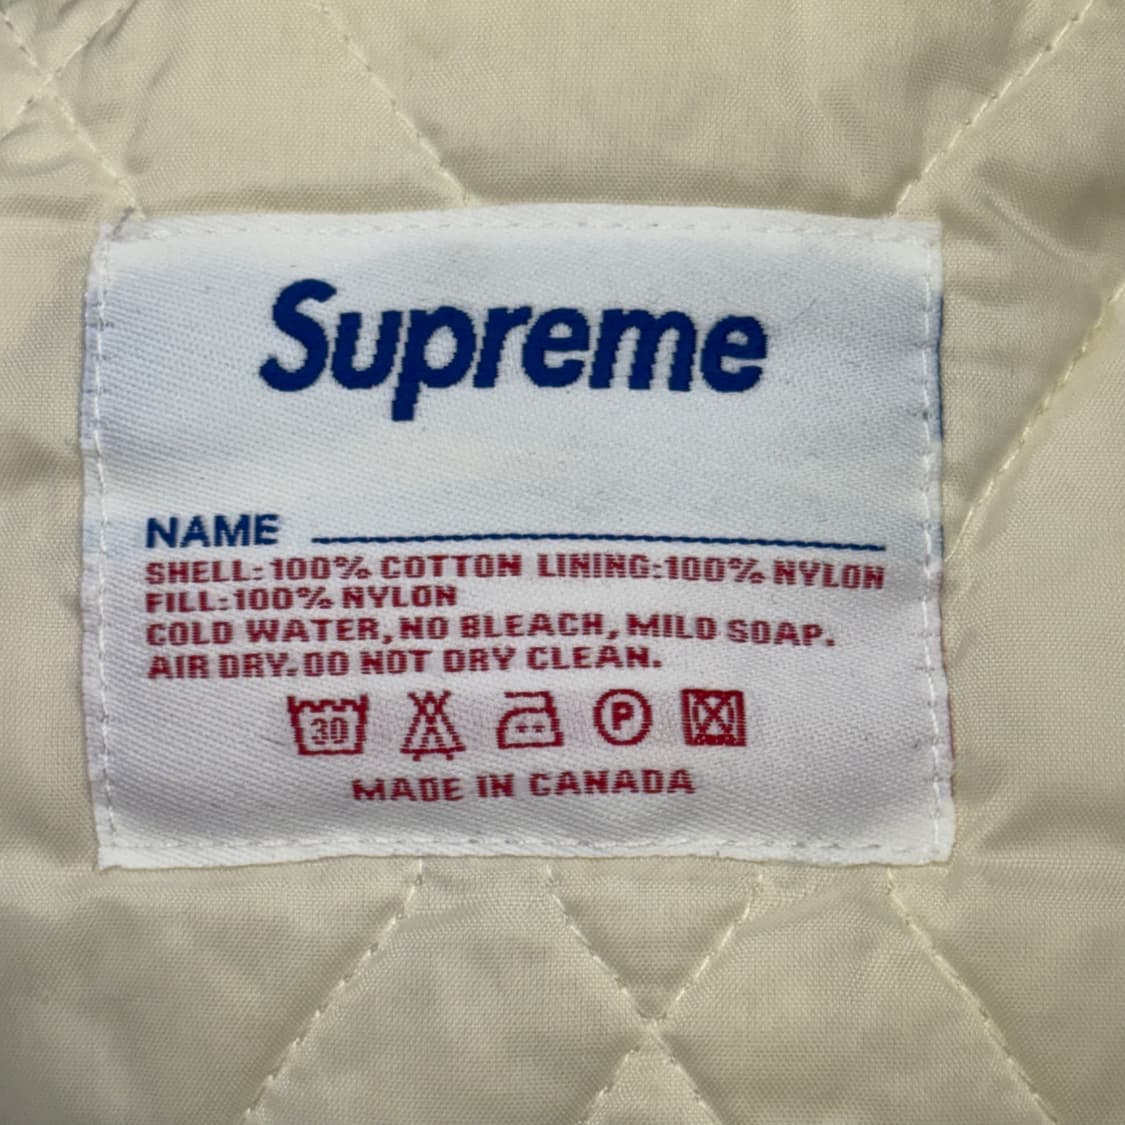 Supreme
NAME
SHELL:100% COTTON LINING:100% NYLON
FILL:100% NYLON
COLD WATER, NO BLEACH, MILD SOAP.
AIR DRY. DO NOT DRY CLEAN.
30 P
MADE IN CANADA